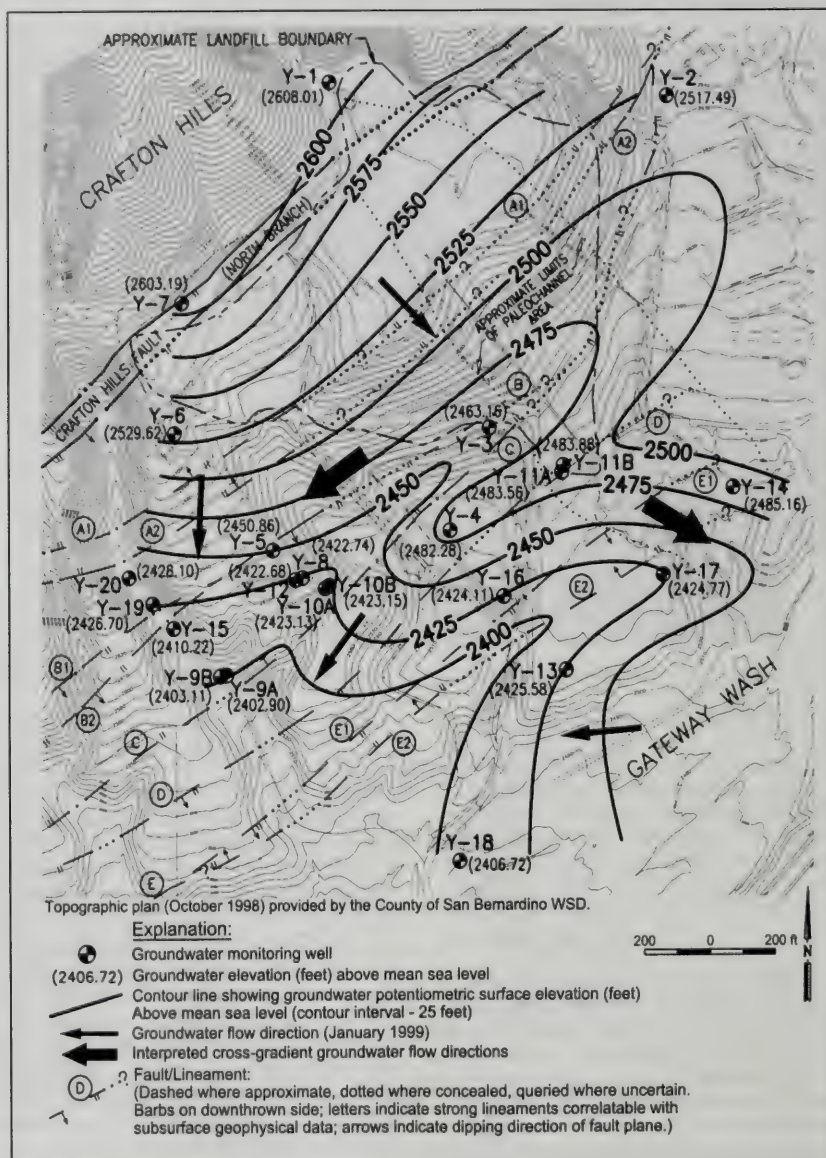 APPROXIMATE LANDFILL BOUNDARY
Y-1
(2608.01)
Y-2
(2517.49)
CRAFTON HILLS
2600
2575
2550
2525
2500
2475
A2
A1
(NORTH BRANCH)
(2603.19)
Y-7
CRAFTON HILLS FAULT
APPROXIMATE LIMITS
OF PALEOCHANNEL
AREA
Y-6
(2529.62)
B
(2463.16)
Y-3
C
D
(2483.88)
Y-11B
Y-11A
(2483.56)
2500
E1
Y-14
(2485.16)
2475
2450
A1
A2
(2450.86)
Y-5
(2422.74)
Y-4
(2482.28)
2450
Y-20
(2428.10)
(2422.68)
Y-8
Y-12
Y-10B
(2423.15)
Y-10A
(2423.13)
Y-16
(2424.11)
E2
Y-17
(2424.77)
Y-19
(2426.70)
Y-15
(2410.22)
2425
2400
B1
Y-9B
(2403.11)
Y-9A
(2402.90)
Y-13
(2425.58)
B2
C
E1
E2
D
GATEWAY WASH
E
Y-18
(2406.72)
Topographic plan (October 1998) provided by the County of San Bernardino WSD.
Explanation:
Groundwater monitoring well
200 0 200 ft
N
(2406.72) Groundwater elevation (feet) above mean sea level
Contour line showing groundwater potentiometric surface elevation (feet)
Above mean sea level (contour interval - 25 feet)
Groundwater flow direction (January 1999)
Interpreted cross-gradient groundwater flow directions
D ? Fault/Lineament:
(Dashed where approximate, dotted where concealed, queried where uncertain.
Barbs on downthrown side; letters indicate strong lineaments correlatable with
subsurface geophysical data; arrows indicate dipping direction of fault plane.)